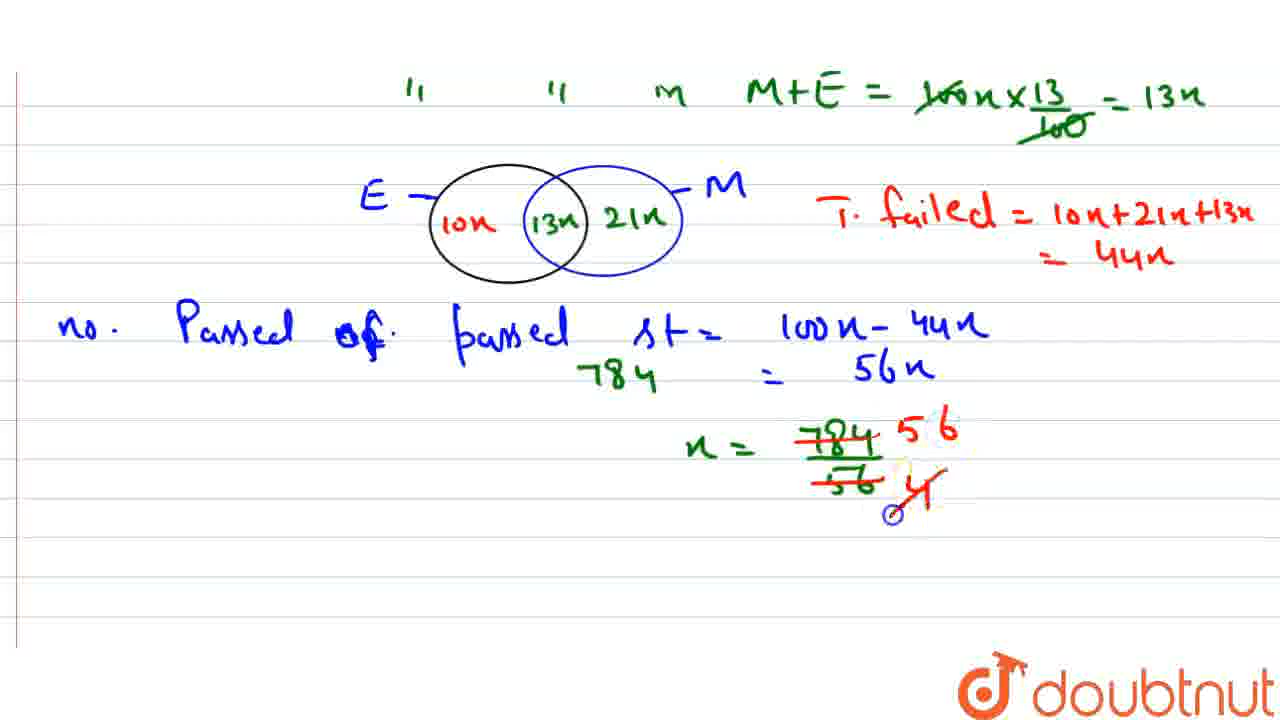 " " m M+E = 100x × 13/100 = 13x
E 10x 13x 21x M
T. failed = 10x+21x+13x
= 44x
no. Passed of. passed st = 100x - 44x
784 = 56x
x = 784/56 56/4
doubtnut